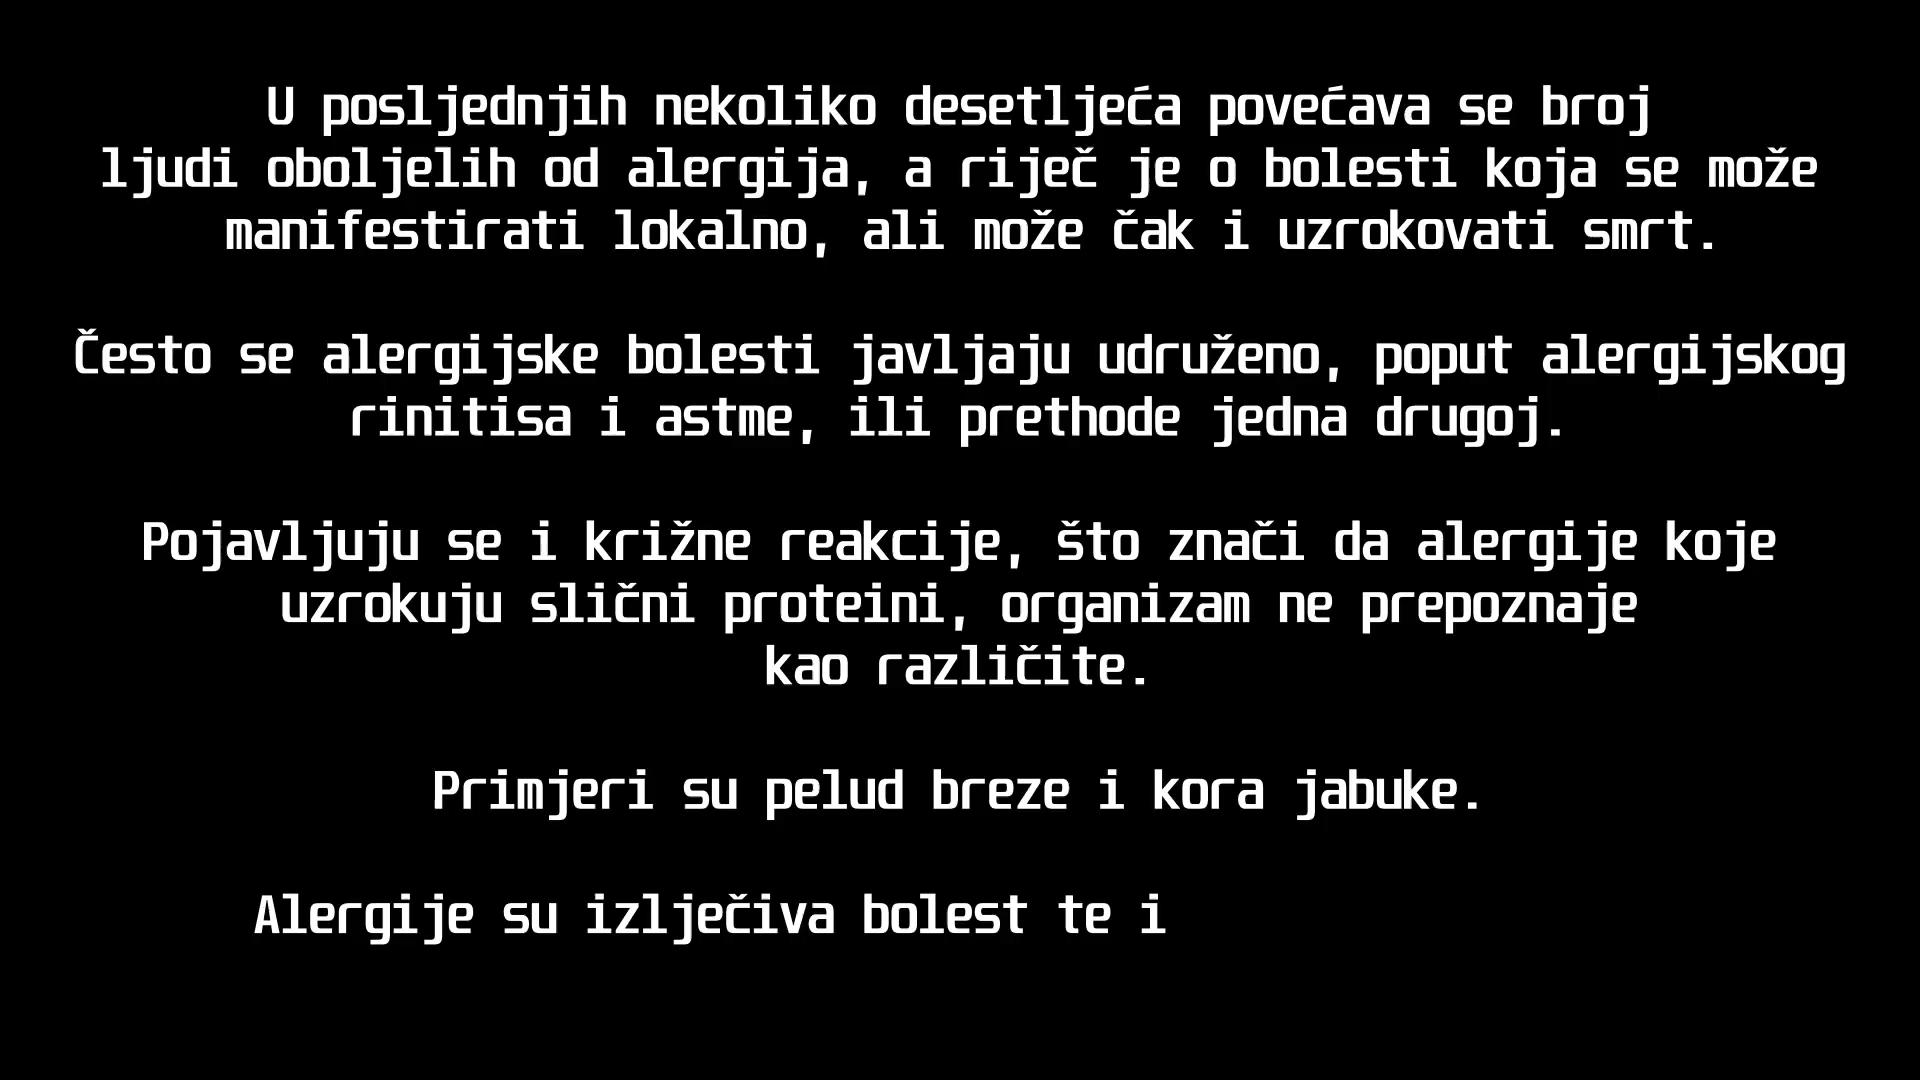 U posljednjih nekoliko desetljeća povećava se broj
ljudi oboljelih od alergija, a riječ je o bolesti koja se može
manifestirati lokalno, ali može čak i uzrokovati smrt.
Često se alergijske bolesti javljaju udruženo, poput alergijskog
rinitisa i astme, ili prethode jedna drugoj.
Pojavljuju se i križne reakcije, što znači da alergije koje
uzrokuju slični proteini, organizam ne prepoznaje
kao različite.
Primjeri su pelud breze i kora jabuke.
Alergije su izlječiva bolest te i